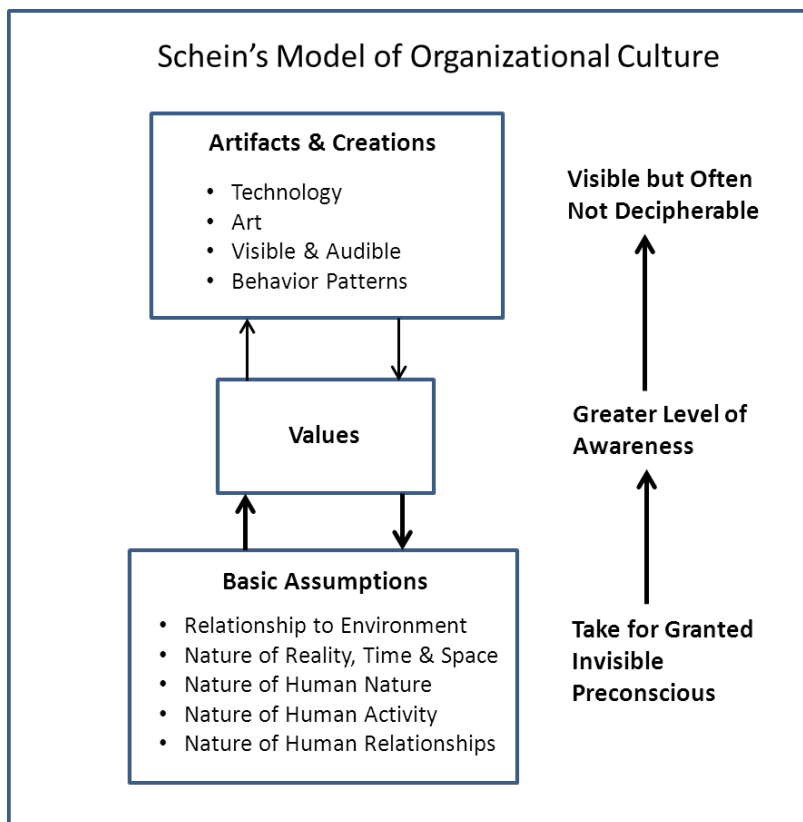 Schein’s Model of Organizational Culture
Artifacts & Creations
• Technology
• Art
• Visible & Audible
• Behavior Patterns
Visible but Often
Not Decipherable
Values
Greater Level of
Awareness
Basic Assumptions
• Relationship to Environment
• Nature of Reality, Time & Space
• Nature of Human Nature
• Nature of Human Activity
• Nature of Human Relationships
Take for Granted
Invisible
Preconscious